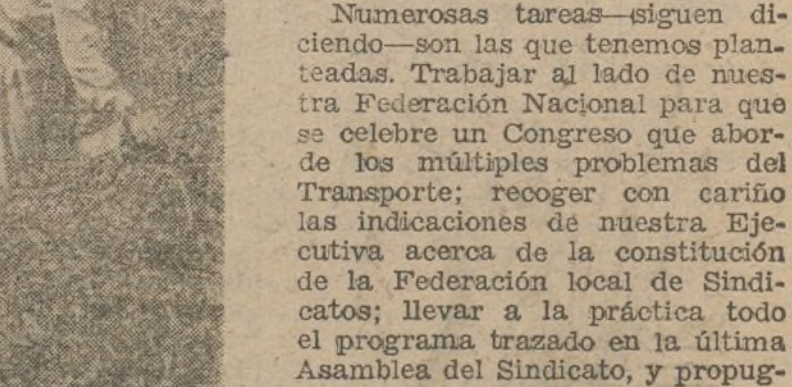 Numerosas tareas—siguen di-
ciendo—son las que tenemos plan-
teadas. Trabajar al lado de nues-
tra Federación Nacional para que
se celebre un Congreso que abor-
de los múltiples problemas del
Transporte; recoger con cariño
las indicaciones de nuestra Eje-
cutiva acerca de la constitución
de la Federación local de Sindi-
catos; llevar a la práctica todo
el programa trazado en la última
Asamblea del Sindicato, y propug-